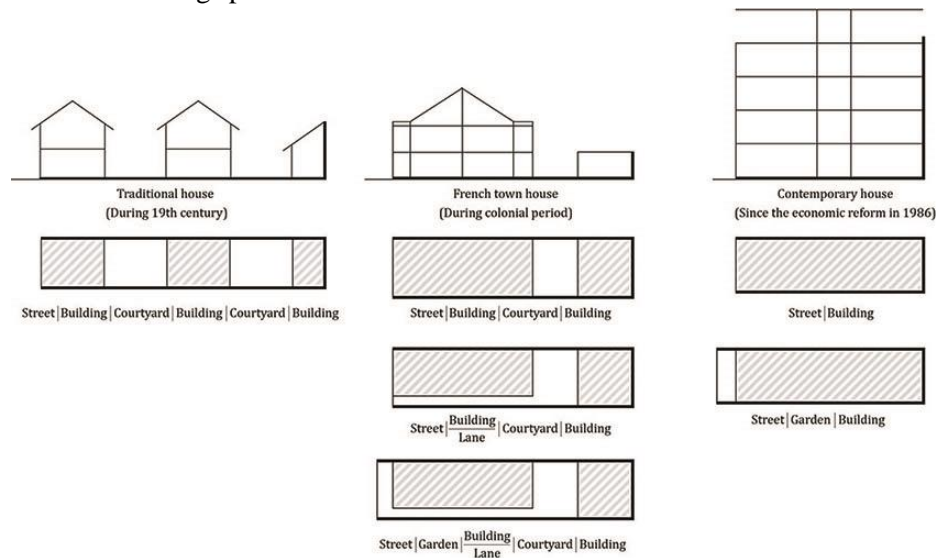 Traditional house
(During 19th century)
French town house
(During colonial period)
Contemporary house
(Since the economic reform in 1986)
Street|Building|Courtyard|Building|Courtyard|Building
Street|Building|Courtyard|Building
Street|Building
Street|Building/Lane|Courtyard|Building
Street|Garden|Building
Street|Garden|Building/Lane|Courtyard|Building